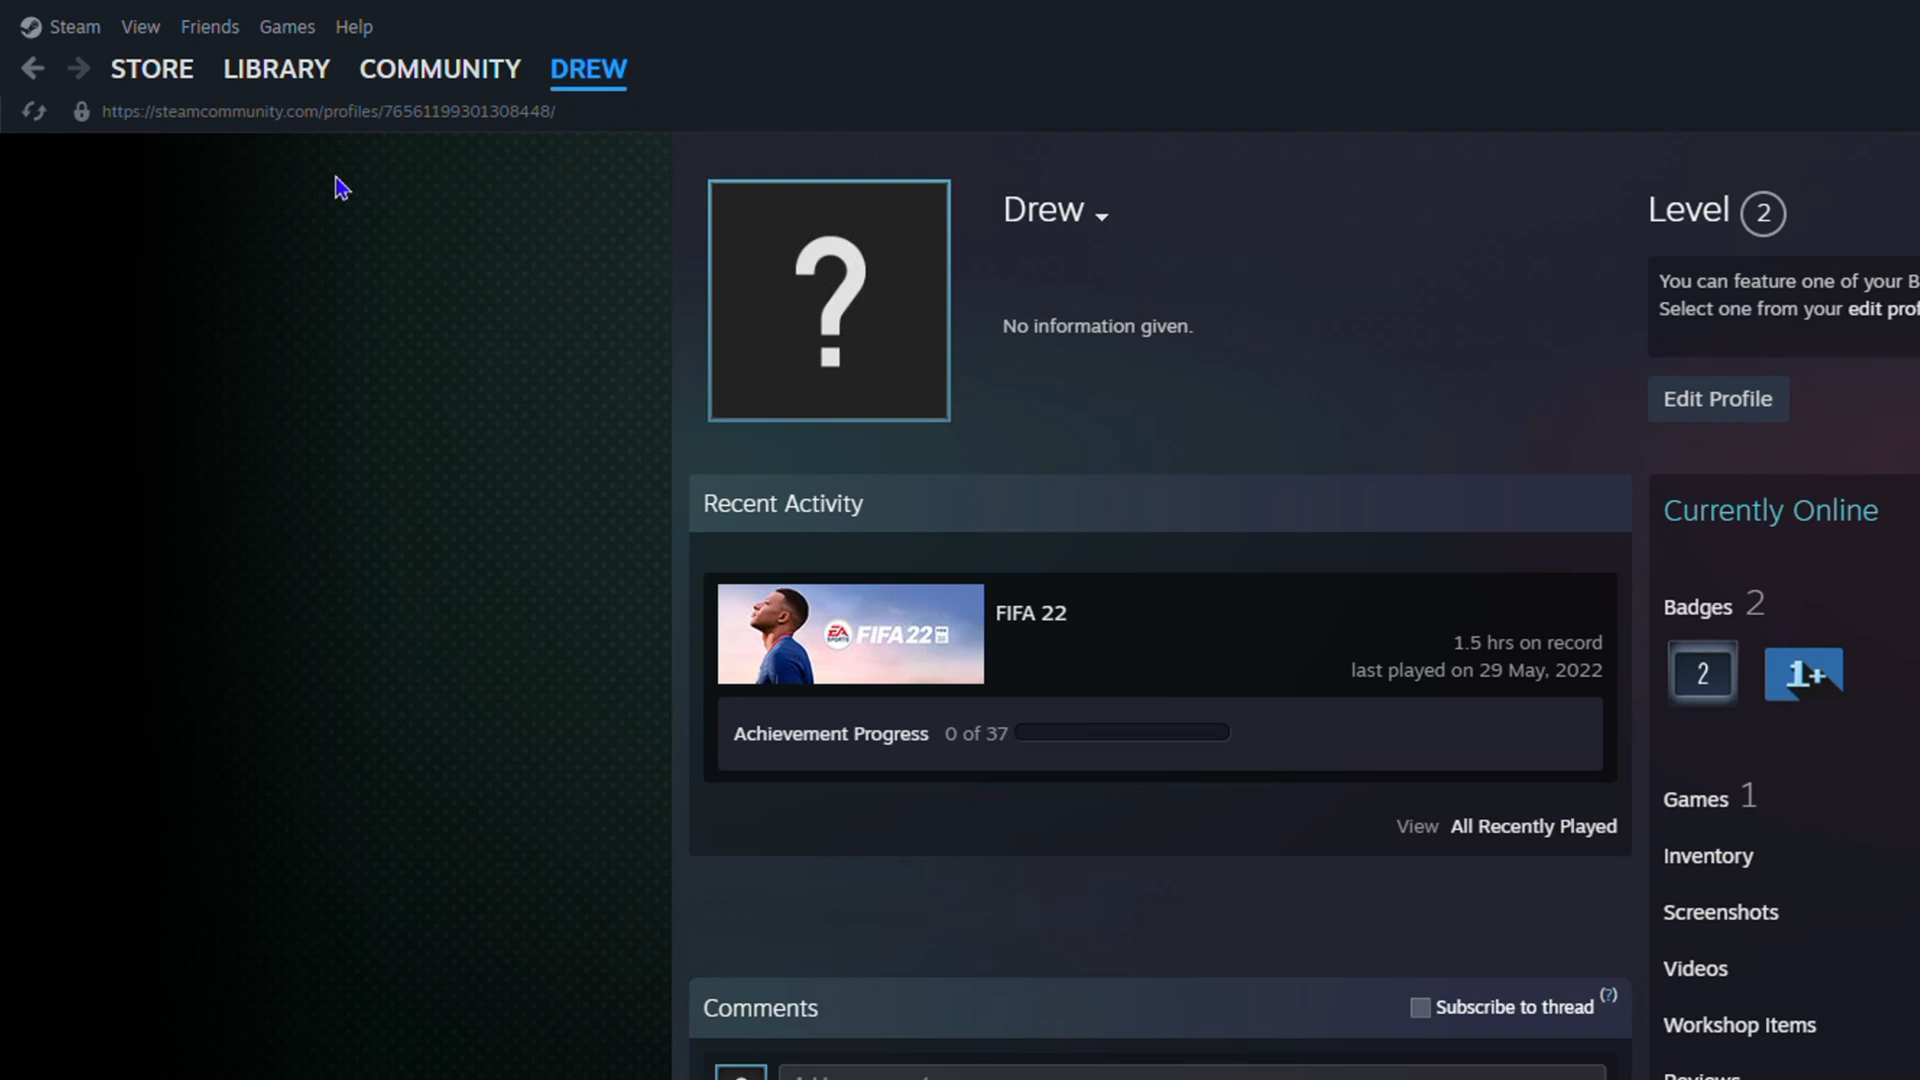 Steam View Friends Games Help
STORE LIBRARY COMMUNITY DREW
https://steamcommunity.com/profiles/76561199301308448/
?
Drew
No information given.
Level 2
You can feature one of your B
Select one from your edit prof
Edit Profile
Recent Activity
EA SPORTS FIFA 22
FIFA 22
1.5 hrs on record
last played on 29 May, 2022
Achievement Progress 0 of 37
View All Recently Played
Currently Online
Badges 2
2 1+
Games 1
Inventory
Screenshots
Videos
Workshop Items
Reviews
Comments
Subscribe to thread (?)